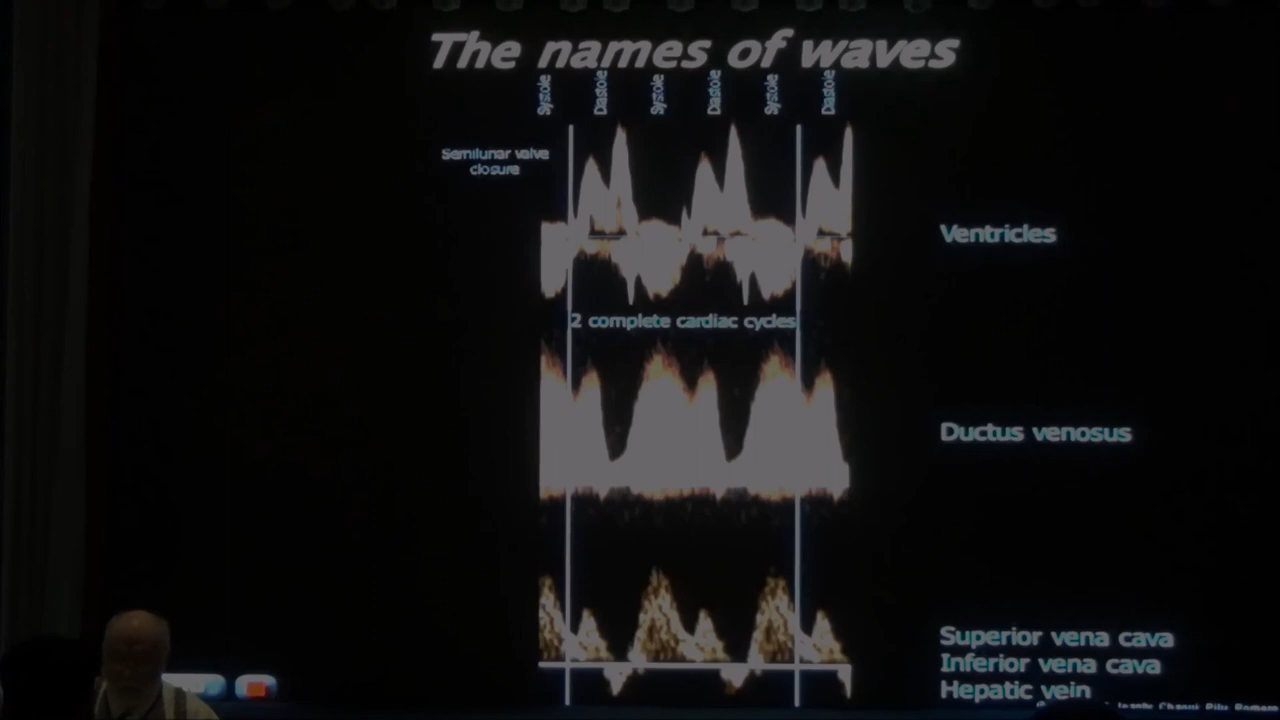 The names of waves
Systole
Diastole
Systole
Diastole
Systole
Diastole
Semilunar valve
closure
Ventricles
2 complete cardiac cycles
Ductus venosus
Superior vena cava
Inferior vena cava
Hepatic vein